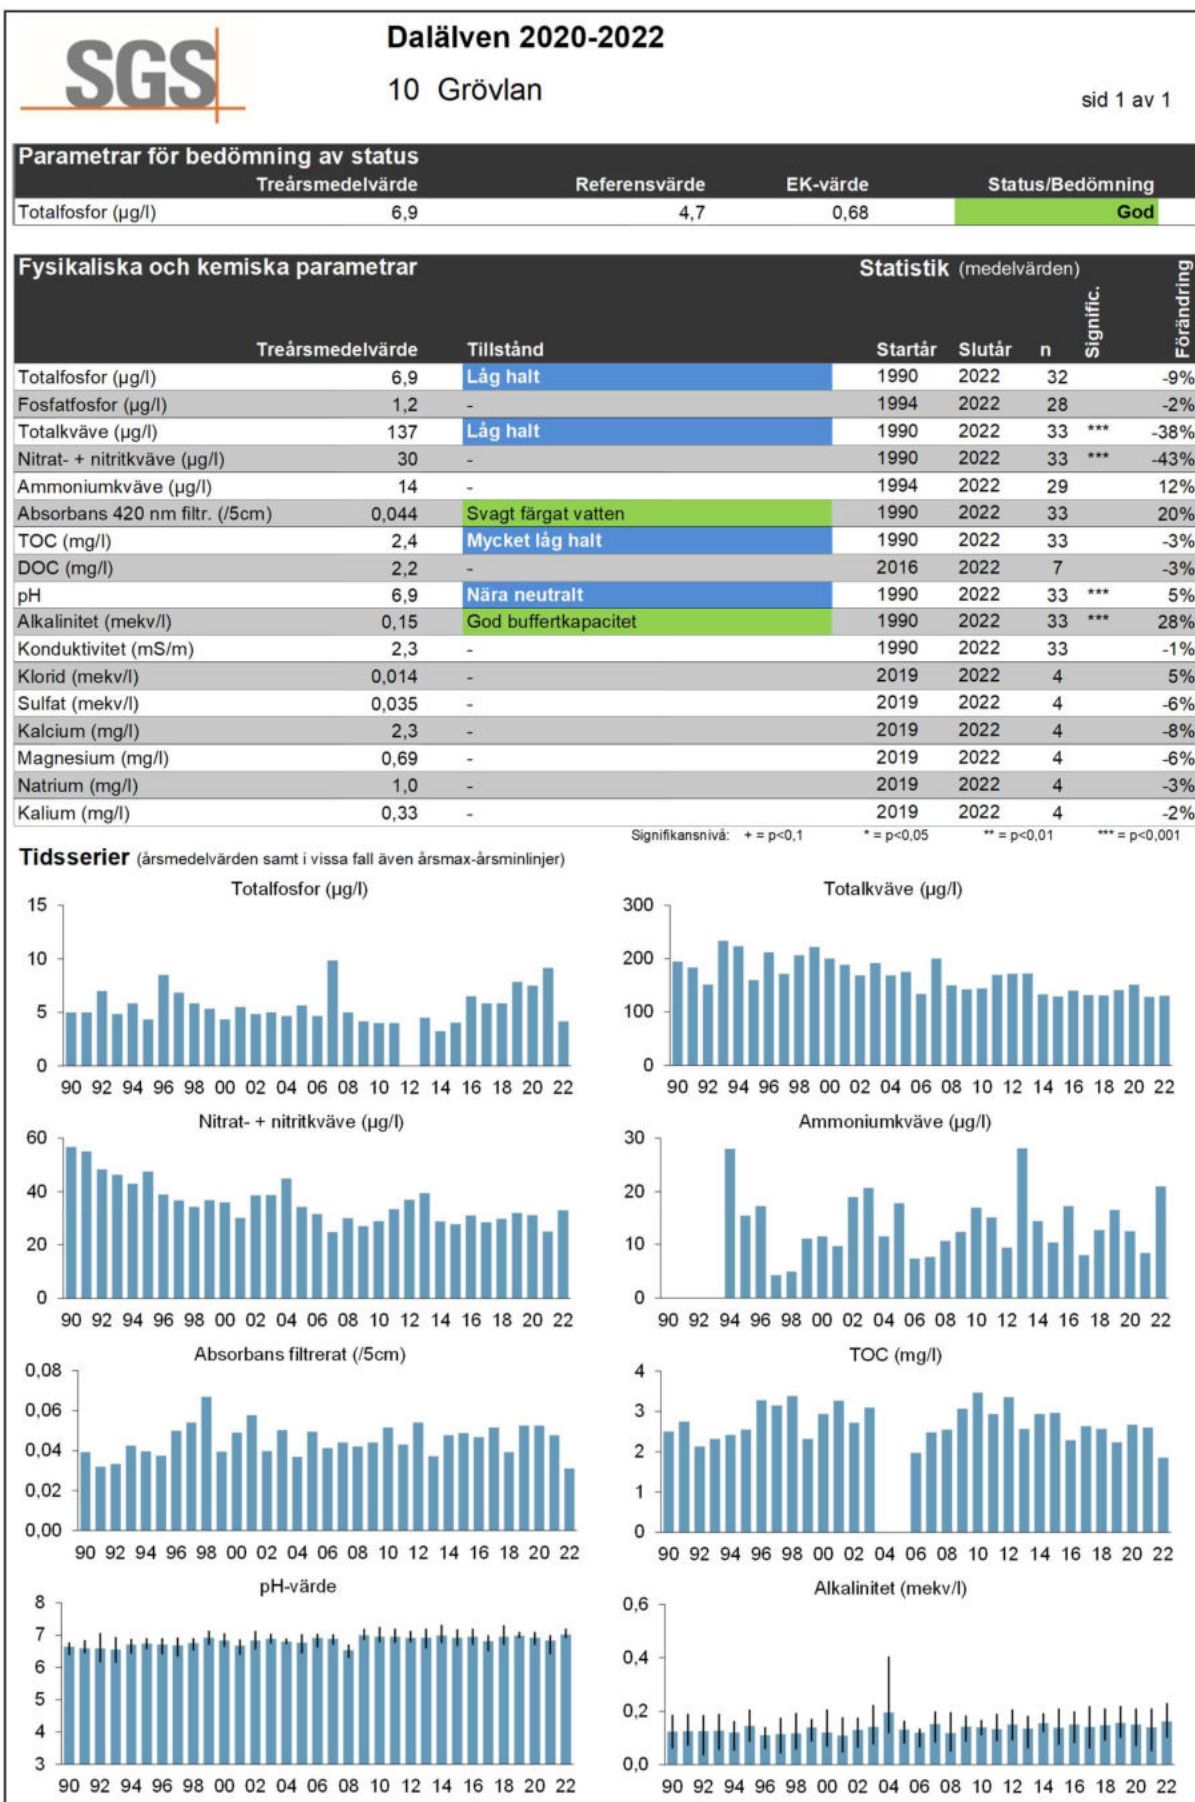 SGS
Dalälven 2020-2022
10 Grövlan
sid 1 av 1
Parametrar för bedömning av status
Treårsmedelvärde Referensvärde EK-värde Status/Bedömning
Totalfosfor (µg/l) 6,9 4,7 0,68 God
Fysikaliska och kemiska parametrar Statistik (medelvärden)
Treårsmedelvärde Tillstånd Startår Slutår n Signific. Förändring
Totalfosfor (µg/l) 6,9 Låg halt 1990 2022 32 -9%
Fosfatfosfor (µg/l) 1,2 - 1994 2022 28 -2%
Totalkväve (µg/l) 137 Låg halt 1990 2022 33 *** -38%
Nitrat- + nitritkväve (µg/l) 30 - 1990 2022 33 *** -43%
Ammoniumkväve (µg/l) 14 - 1994 2022 29 12%
Absorbans 420 nm filtr. (/5cm) 0,044 Svagt färgat vatten 1990 2022 33 20%
TOC (mg/l) 2,4 Mycket låg halt 1990 2022 33 -3%
DOC (mg/l) 2,2 - 2016 2022 7 -3%
pH 6,9 Nära neutralt 1990 2022 33 *** 5%
Alkalinitet (mekv/l) 0,15 God buffertkapacitet 1990 2022 33 *** 28%
Konduktivitet (mS/m) 2,3 - 1990 2022 33 -1%
Klorid (mekv/l) 0,014 - 2019 2022 4 5%
Sulfat (mekv/l) 0,035 - 2019 2022 4 -6%
Kalcium (mg/l) 2,3 - 2019 2022 4 -8%
Magnesium (mg/l) 0,69 - 2019 2022 4 -6%
Natrium (mg/l) 1,0 - 2019 2022 4 -3%
Kalium (mg/l) 0,33 - 2019 2022 4 -2%
Signifikansnivå: + = p<0,1 * = p<0,05 ** = p<0,01 *** = p<0,001
Tidsserier (årsmedelvärden samt i vissa fall även årsmax-årsminlinjer)
Totalfosfor (µg/l)
15
10
5
0
90 92 94 96 98 00 02 04 06 08 10 12 14 16 18 20 22
Totalkväve (µg/l)
300
200
100
0
90 92 94 96 98 00 02 04 06 08 10 12 14 16 18 20 22
Nitrat- + nitritkväve (µg/l)
60
40
20
0
90 92 94 96 98 00 02 04 06 08 10 12 14 16 18 20 22
Ammoniumkväve (µg/l)
30
20
10
0
90 92 94 96 98 00 02 04 06 08 10 12 14 16 18 20 22
Absorbans filtrerat (/5cm)
0,08
0,06
0,04
0,02
0,00
90 92 94 96 98 00 02 04 06 08 10 12 14 16 18 20 22
TOC (mg/l)
4
3
2
1
0
90 92 94 96 98 00 02 04 06 08 10 12 14 16 18 20 22
pH-värde
8
7
6
5
4
3
90 92 94 96 98 00 02 04 06 08 10 12 14 16 18 20 22
Alkalinitet (mekv/l)
0,6
0,4
0,2
0,0
90 92 94 96 98 00 02 04 06 08 10 12 14 16 18 20 22